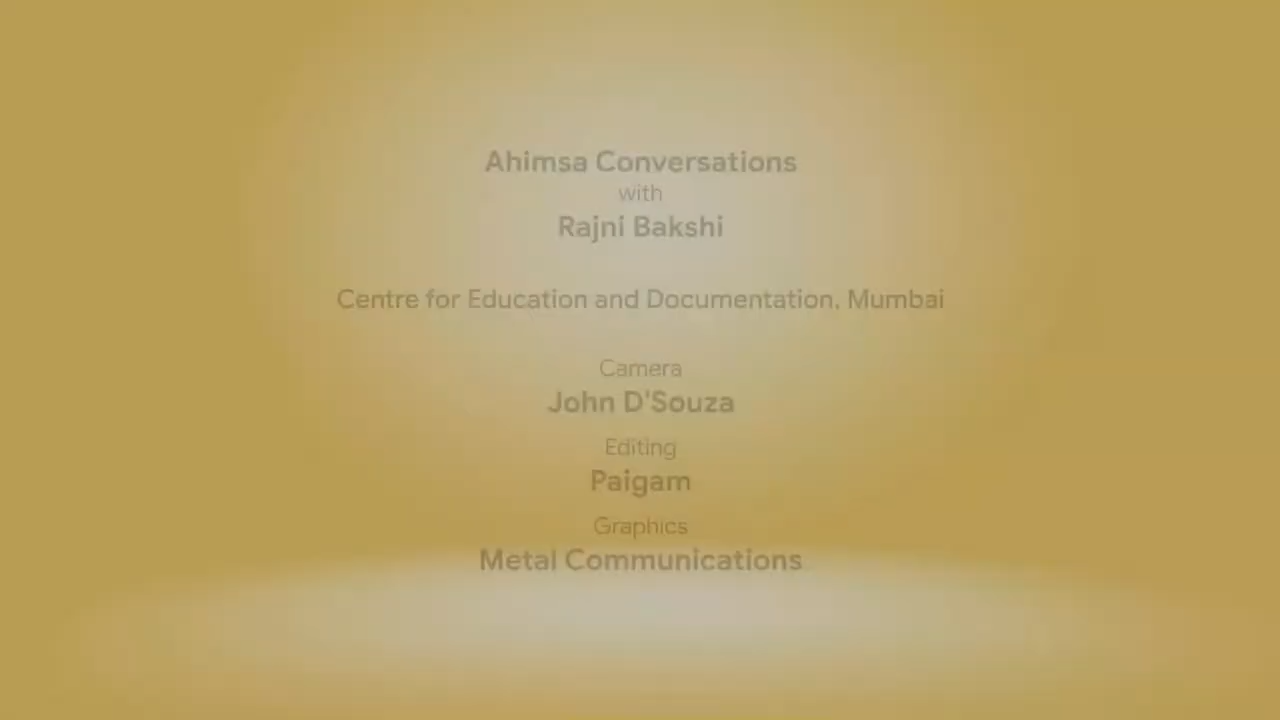 Ahimsa Conversations
with
Rajni Bakshi
Centre for Education and Documentation, Mumbai
Camera
John D'Souza
Editing
Paigam
Graphics
Metal Communications